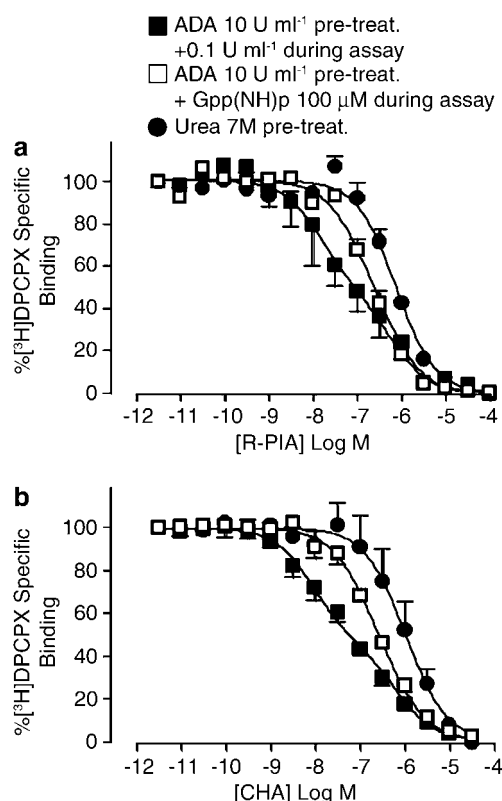 ■ ADA 10 U ml⁻¹ pre-treat.
+0.1 U ml⁻¹ during assay
□ ADA 10 U ml⁻¹ pre-treat.
+ Gpp(NH)p 100 µM during assay
● Urea 7M pre-treat.
a
%[³H]DPCPX Specific
Binding
100
80
60
40
20
0
-12 -11 -10 -9 -8 -7 -6 -5 -4
[R-PIA] Log M
b
%[³H]DPCPX Specific
Binding
100
80
60
40
20
0
-12 -11 -10 -9 -8 -7 -6 -5 -4
[CHA] Log M